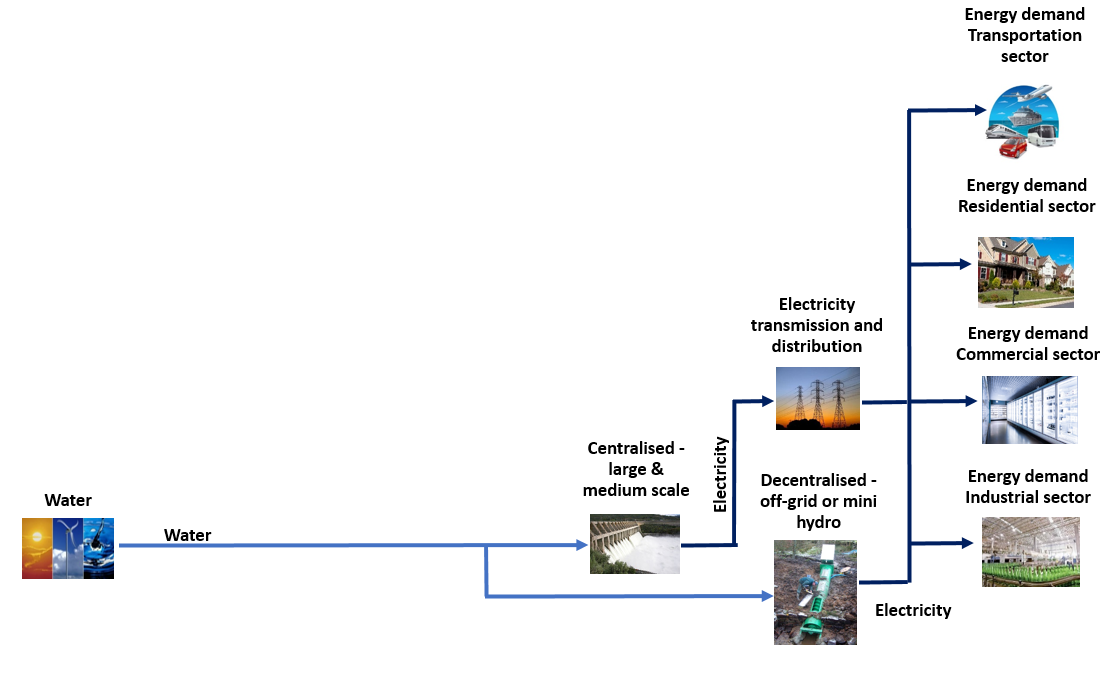 Energy demand
Transportation
sector
Energy demand
Residential sector
Electricity
transmission and
distribution
Energy demand
Commercial sector
Centralised -
large &
medium scale
Electricity
Decentralised -
off-grid or mini
hydro
Energy demand
Industrial sector
Water
Water
Electricity